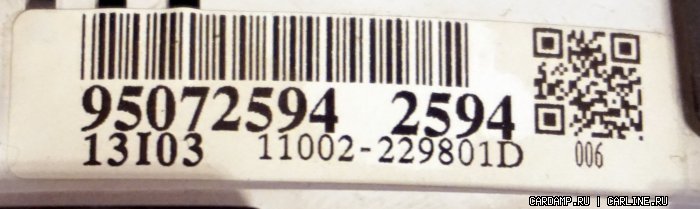 95072594 2594
13I03 11002-229801D
006
CARDAMP.RU | CARLINE.RU